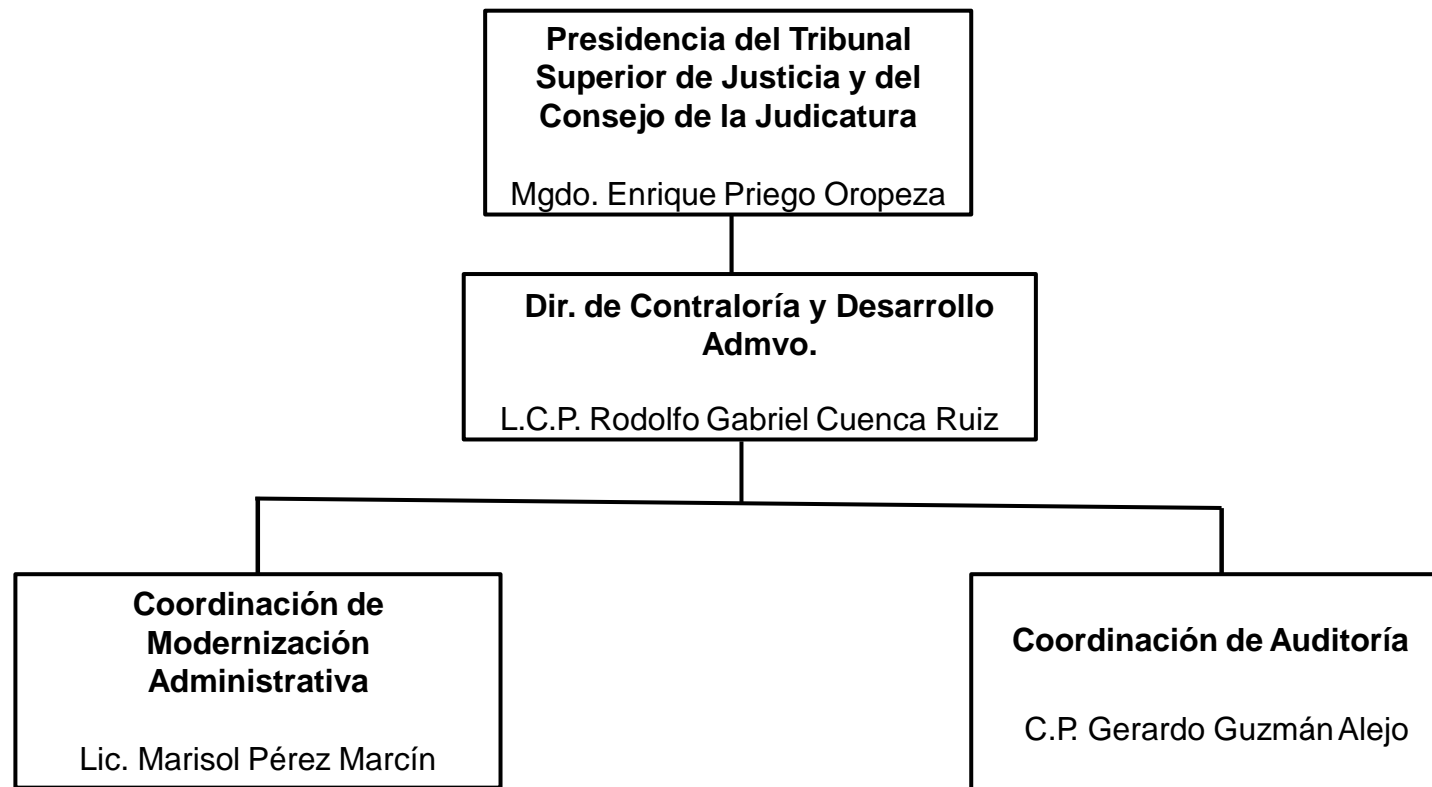 Presidencia del Tribunal
Superior de Justicia y del
Consejo de la Judicatura
Mgdo. Enrique Priego Oropeza
Dir. de Contraloría y Desarrollo
Admvo.
L.C.P. Rodolfo Gabriel Cuenca Ruiz
Coordinación de
Modernización
Administrativa
Lic. Marisol Pérez Marcín
Coordinación de Auditoría
C.P. Gerardo Guzmán Alejo